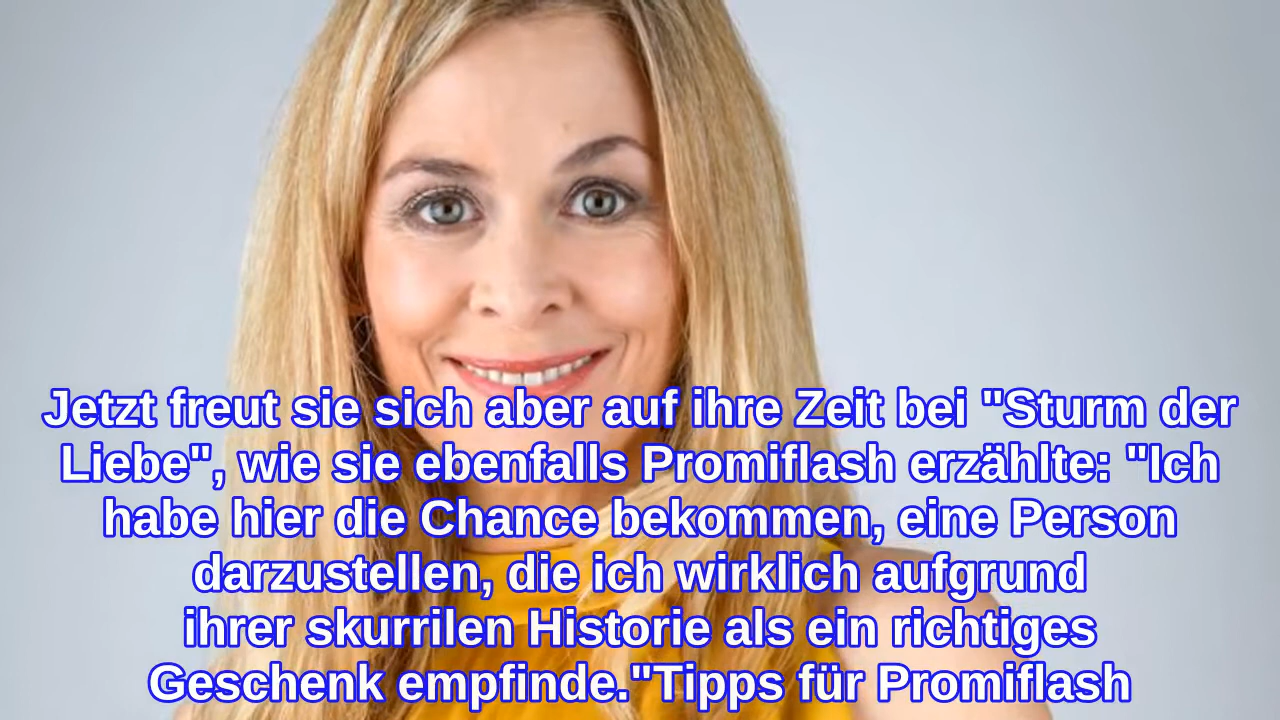 Jetzt freut sie sich aber auf ihre Zeit bei "Sturm der
Liebe", wie sie ebenfalls Promiflash erzählte: "Ich
habe hier die Chance bekommen, eine Person
darzustellen, die ich wirklich aufgrund
ihrer skurrilen Historie als ein richtiges
Geschenk empfinde."Tipps für Promiflash